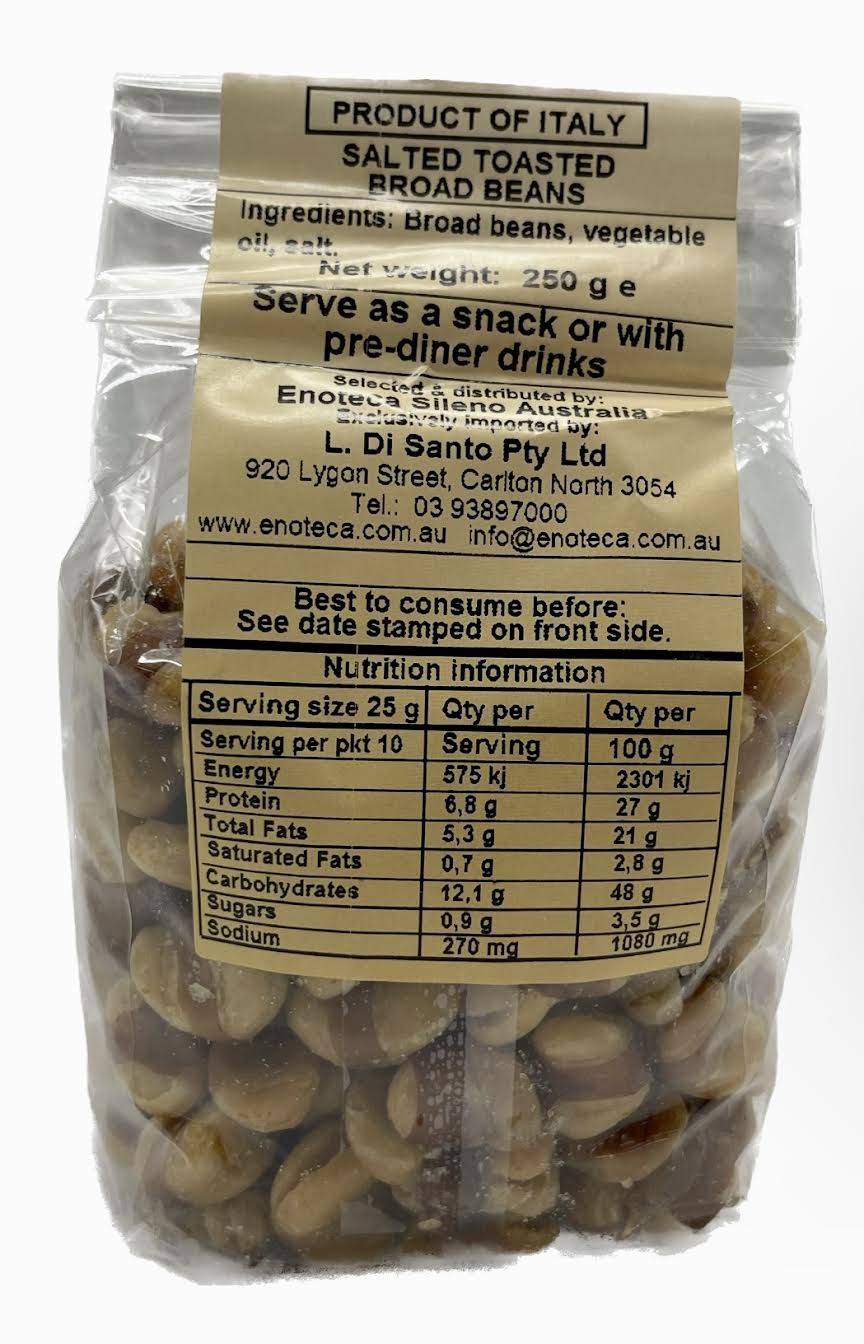 PRODUCT OF ITALY
SALTED TOASTED
BROAD BEANS
Ingredients: Broad beans, vegetable
oil, salt.
Net weight: 250 g e
Serve as a snack or with
pre-diner drinks
Selected & distributed by:
Enoteca Sileno Australia
Exclusively imported by:
L. Di Santo Pty Ltd
920 Lygon Street, Carlton North 3054
Tel.: 03 93897000
www.enoteca.com.au info@enoteca.com.au
Best to consume before:
See date stamped on front side.
Nutrition information
Serving size 25 g Qty per Qty per
Serving per pkt 10 Serving 100 g
Energy 575 kj 2301 kj
Protein 6,8 g 27 g
Total Fats 5,3 g 21 g
Saturated Fats 0,7 g 2,8 g
Carbohydrates 12,1 g 48 g
Sugars 0,9 g 3,5 g
Sodium 270 mg 1080 mg